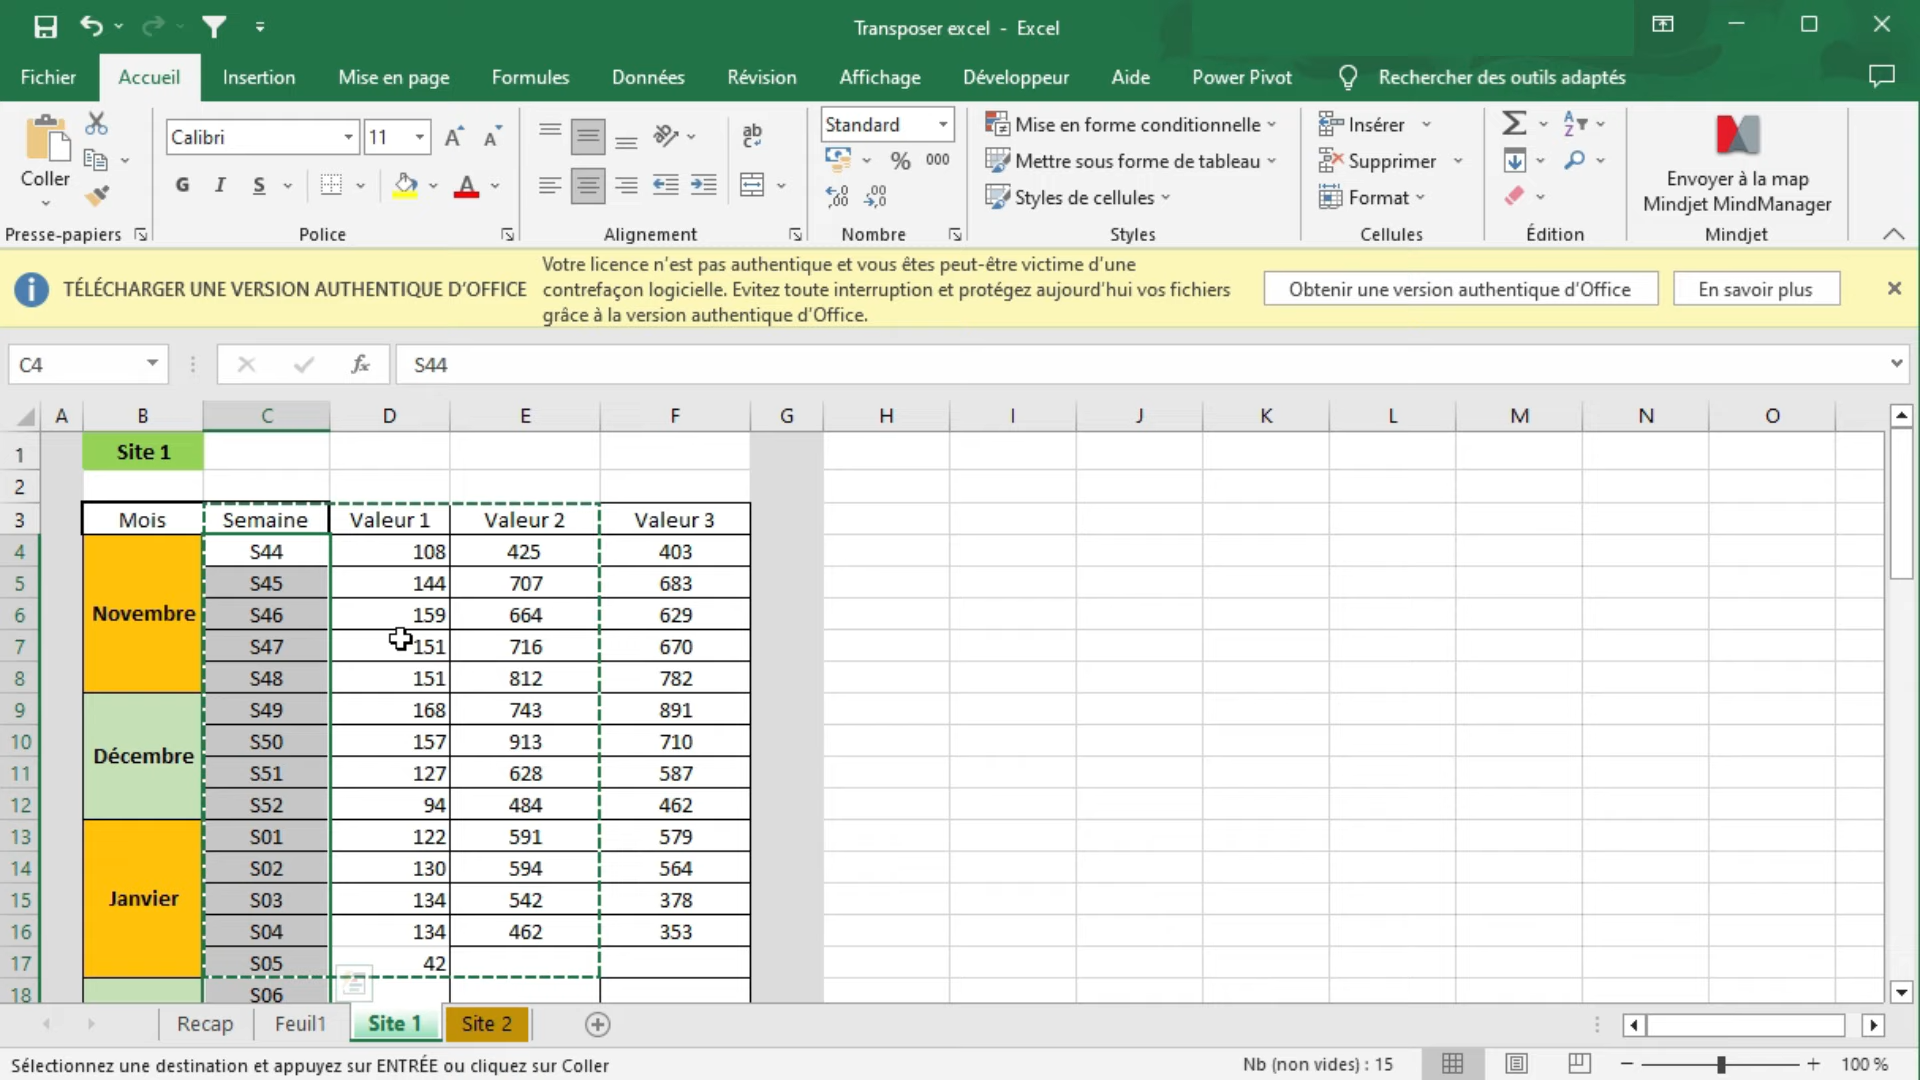 Transposer excel - Excel
Fichier Accueil Insertion Mise en page Formules Données Révision Affichage Développeur Aide Power Pivot Rechercher des outils adaptés
Coller
Presse-papiers
Calibri 11
G I S
Police
ab
Alignement
Standard
% 000
Nombre
Mise en forme conditionnelle
Mettre sous forme de tableau
Styles de cellules
Styles
Insérer
Supprimer
Format
Cellules
Édition
Envoyer à la map
Mindjet MindManager
Mindjet
TÉLÉCHARGER UNE VERSION AUTHENTIQUE D'OFFICE
Votre licence n'est pas authentique et vous êtes peut-être victime d'une
contrefaçon logicielle. Evitez toute interruption et protégez aujourd'hui vos fichiers
grâce à la version authentique d'Office.
Obtenir une version authentique d'Office En savoir plus
C4 fx S44
A B C D E F G H I J K L M N O
1 Site 1
2
3 Mois Semaine Valeur 1 Valeur 2 Valeur 3
4 S44 108 425 403
5 S45 144 707 683
6 Novembre S46 159 664 629
7 S47 151 716 670
8 S48 151 812 782
9 S49 168 743 891
10 Décembre S50 157 913 710
11 S51 127 628 587
12 S52 94 484 462
13 S01 122 591 579
14 S02 130 594 564
15 Janvier S03 134 542 378
16 S04 134 462 353
17 S05 42
18 S06
Recap Feuil1 Site 1 Site 2
Sélectionnez une destination et appuyez sur ENTRÉE ou cliquez sur Coller Nb (non vides) : 15 100 %